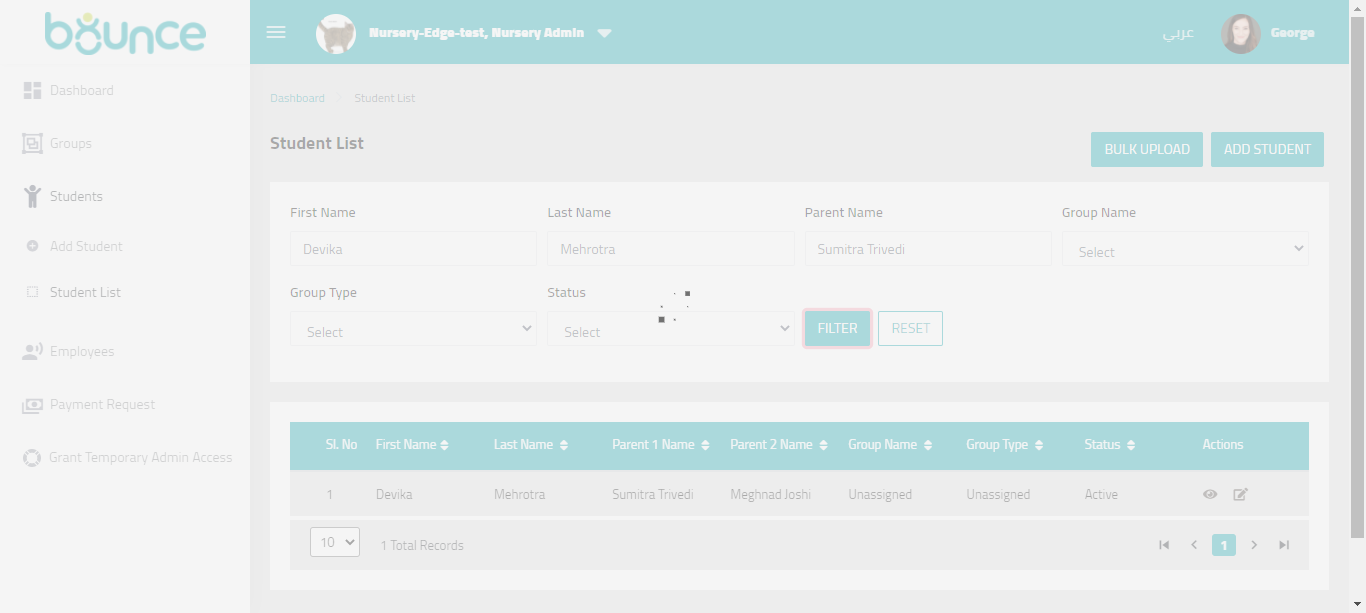 bounce
Nursery-Edge-test, Nursery Admin
عربي
George
Dashboard
Groups
Students
Add Student
Student List
Employees
Payment Request
Grant Temporary Admin Access
Dashboard > Student List
Student List
BULK UPLOAD
ADD STUDENT
First Name
Last Name
Parent Name
Group Name
Devika
Mehrotra
Sumitra Trivedi
Select
Group Type
Status
Select
Select
FILTER
RESET
Sl. No First Name Last Name Parent 1 Name Parent 2 Name Group Name Group Type Status Actions
1 Devika Mehrotra Sumitra Trivedi Meghnad Joshi Unassigned Unassigned Active
10 1 Total Records
1